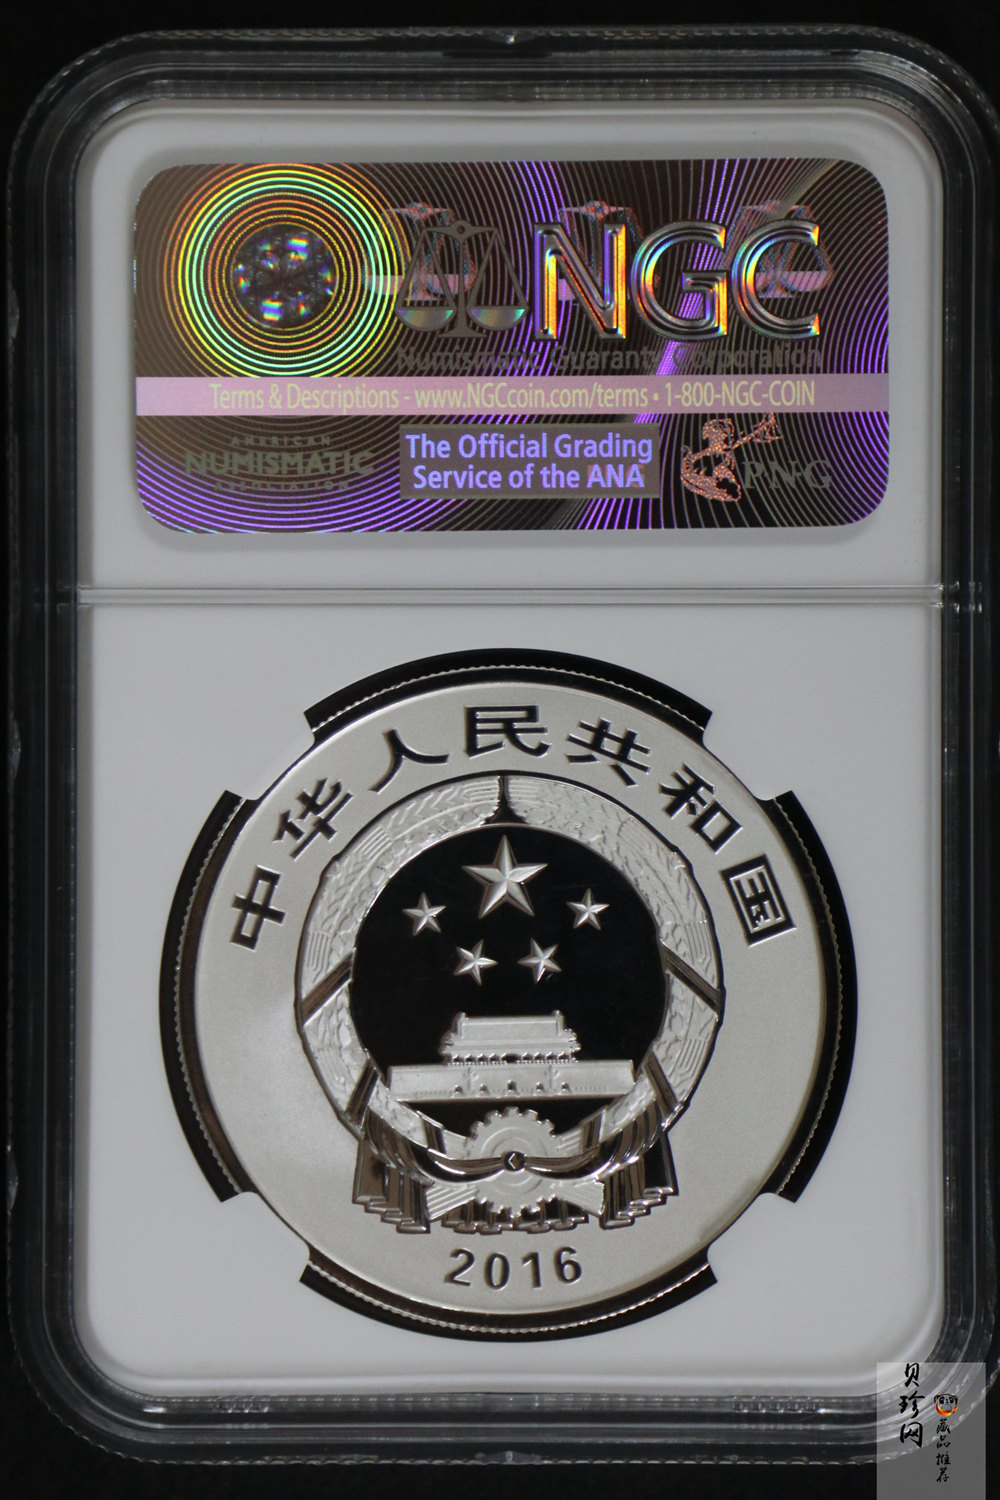 NGC
Numismatic Guaranty Corporation
Terms & Descriptions - www.NGCcoin.com/terms • 1-800-NGC-COIN
AMERICAN
NUMISMATIC
ASSOCIATION
The Official Grading
Service of the ANA
PNG
中华人民共和国
2016
贝珍网
藏品推荐